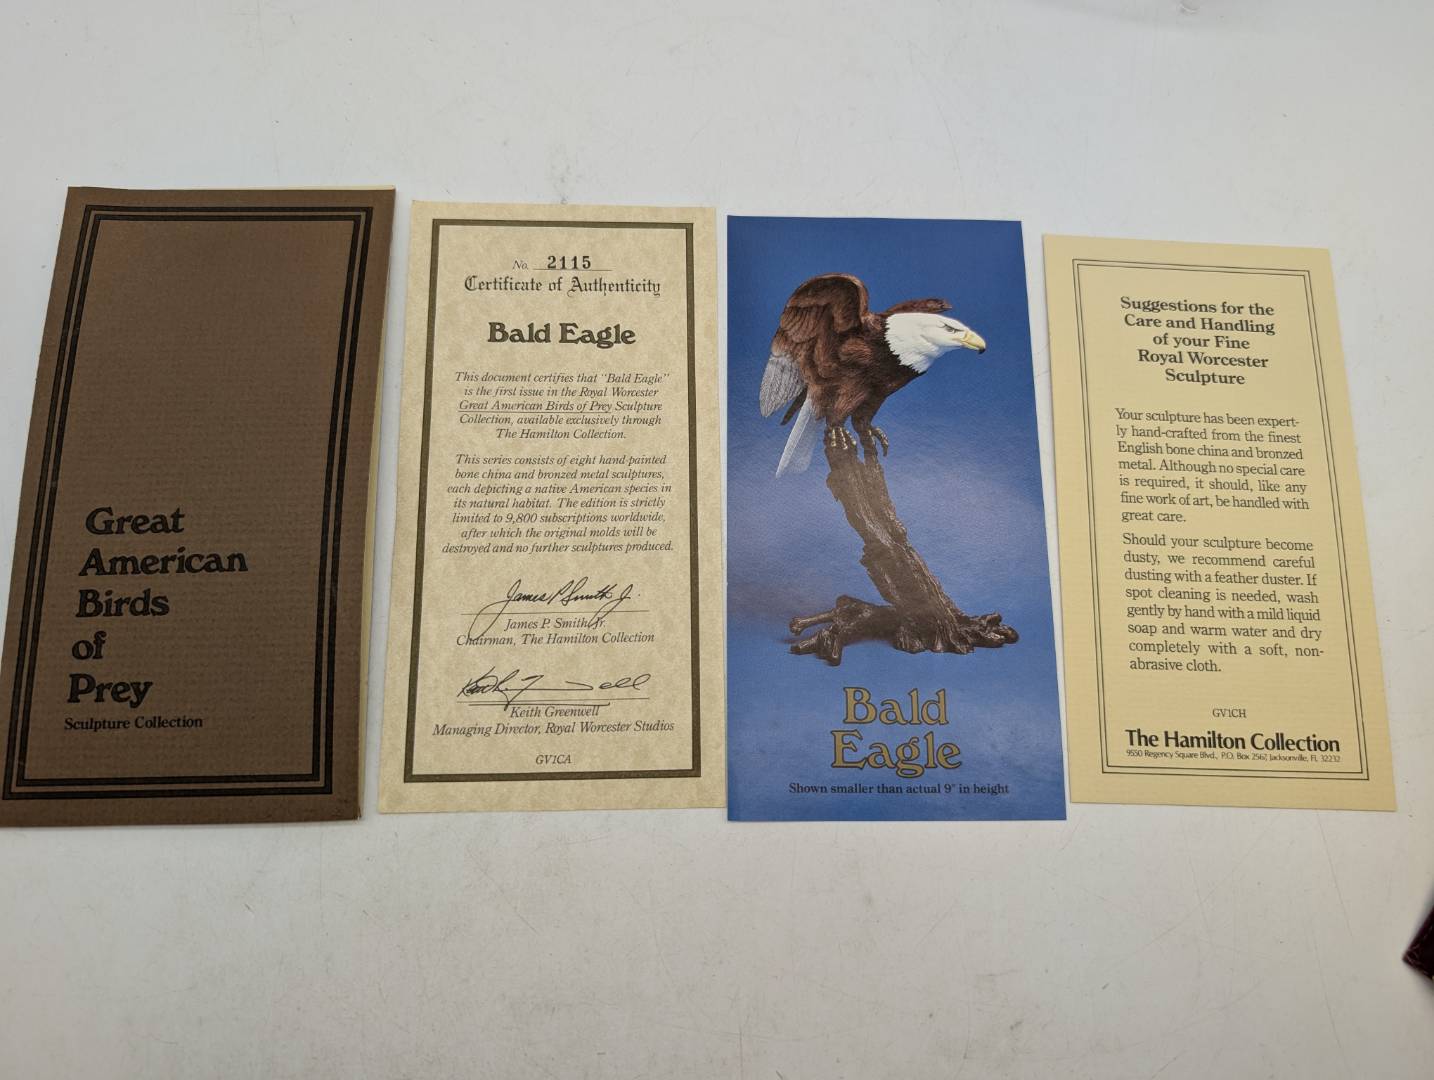 Great
American
Birds
of
Prey
Sculpture Collection
No. 2115
Certificate of Authenticity
Bald Eagle
This document certifies that "Bald Eagle"
is the first issue in the Royal Worcester
Great American Birds of Prey Sculpture
Collection, available exclusively through
The Hamilton Collection.
This series consists of eight hand-painted
bone china and bronzed metal sculptures,
each depicting a native American species in
its natural habitat. The edition is strictly
limited to 9,800 subscriptions worldwide,
after which the original molds will be
destroyed and no further sculptures produced.
James P. Smith Jr.
James P. Smith, Jr.
Chairman, The Hamilton Collection
Keith Greenwell
Managing Director, Royal Worcester Studios
GV1CA
Bald
Eagle
Shown smaller than actual 9" in height
Suggestions for the
Care and Handling
of your Fine
Royal Worcester
Sculpture
Your sculpture has been expert-
ly hand-crafted from the finest
English bone china and bronzed
metal. Although no special care
is required, it should, like any
fine work of art, be handled with
great care.
Should your sculpture become
dusty, we recommend careful
dusting with a feather duster. If
spot cleaning is needed, wash
gently by hand with a mild liquid
soap and warm water and dry
completely with a soft, non-
abrasive cloth.
GV1CH
The Hamilton Collection
9550 Regency Square Blvd., P.O. Box 2567, Jacksonville, FL 32232